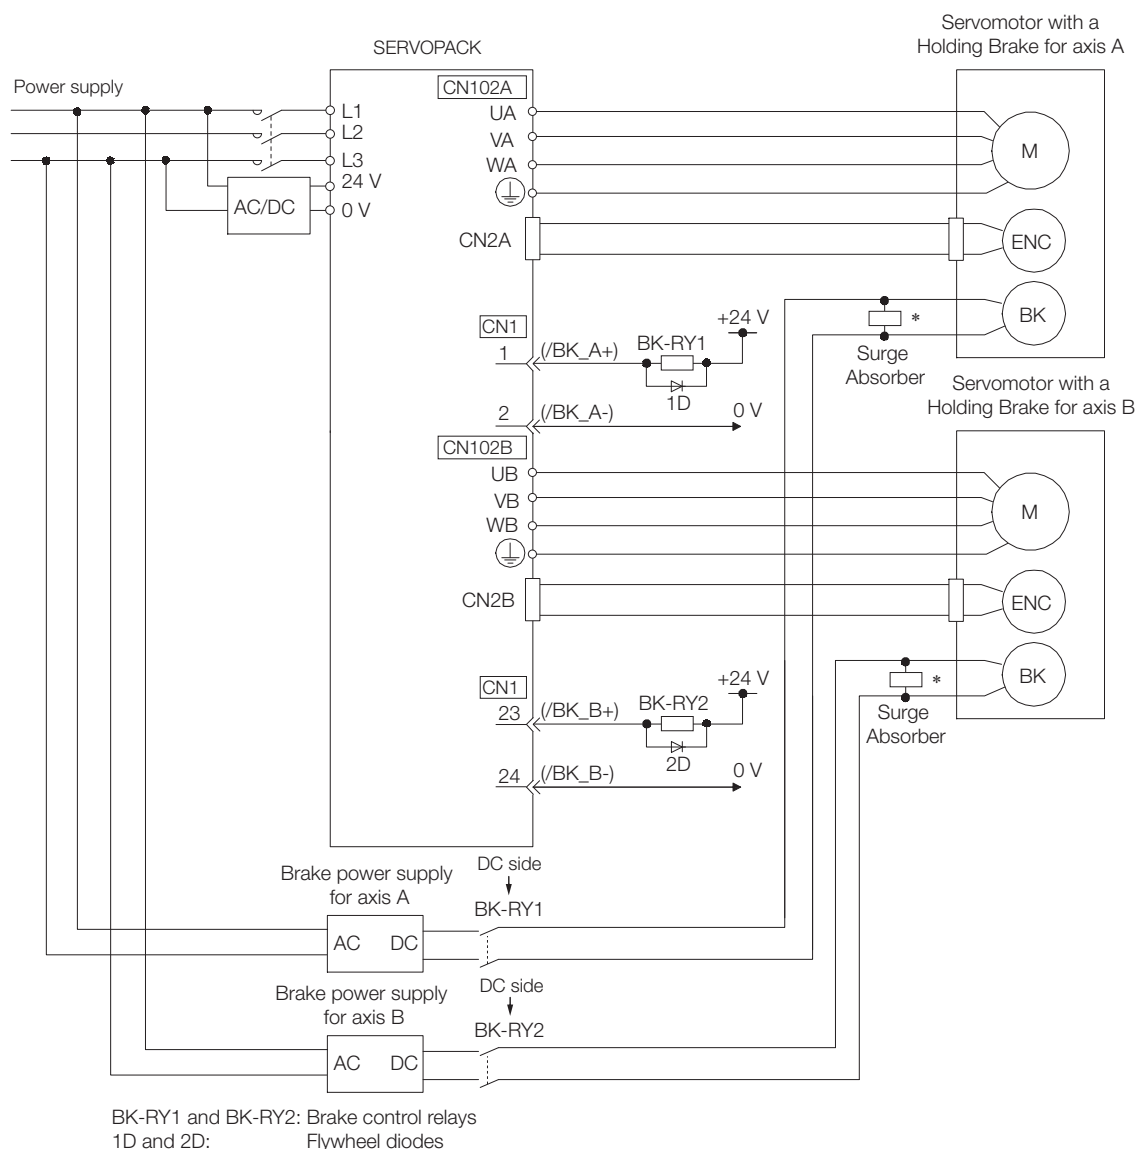 Servomotor with a
Holding Brake for axis A
SERVOPACK
Power supply
CN102A
L1
UA
L2
VA
M
L3
WA
24 V
AC/DC
0 V
CN2A
ENC
CN1
+24 V
BK
*
BK-RY1
1
(/BK_A+)
Surge
Absorber
1D
Servomotor with a
Holding Brake for axis B
2
(/BK_A-)
0 V
CN102B
UB
VB
M
WB
CN2B
ENC
CN1
+24 V
BK
*
BK-RY2
23
(/BK_B+)
Surge
Absorber
2D
24
(/BK_B-)
0 V
Brake power supply
for axis A
DC side
BK-RY1
AC DC
Brake power supply
for axis B
DC side
BK-RY2
AC DC
BK-RY1 and BK-RY2: Brake control relays
1D and 2D: Flywheel diodes